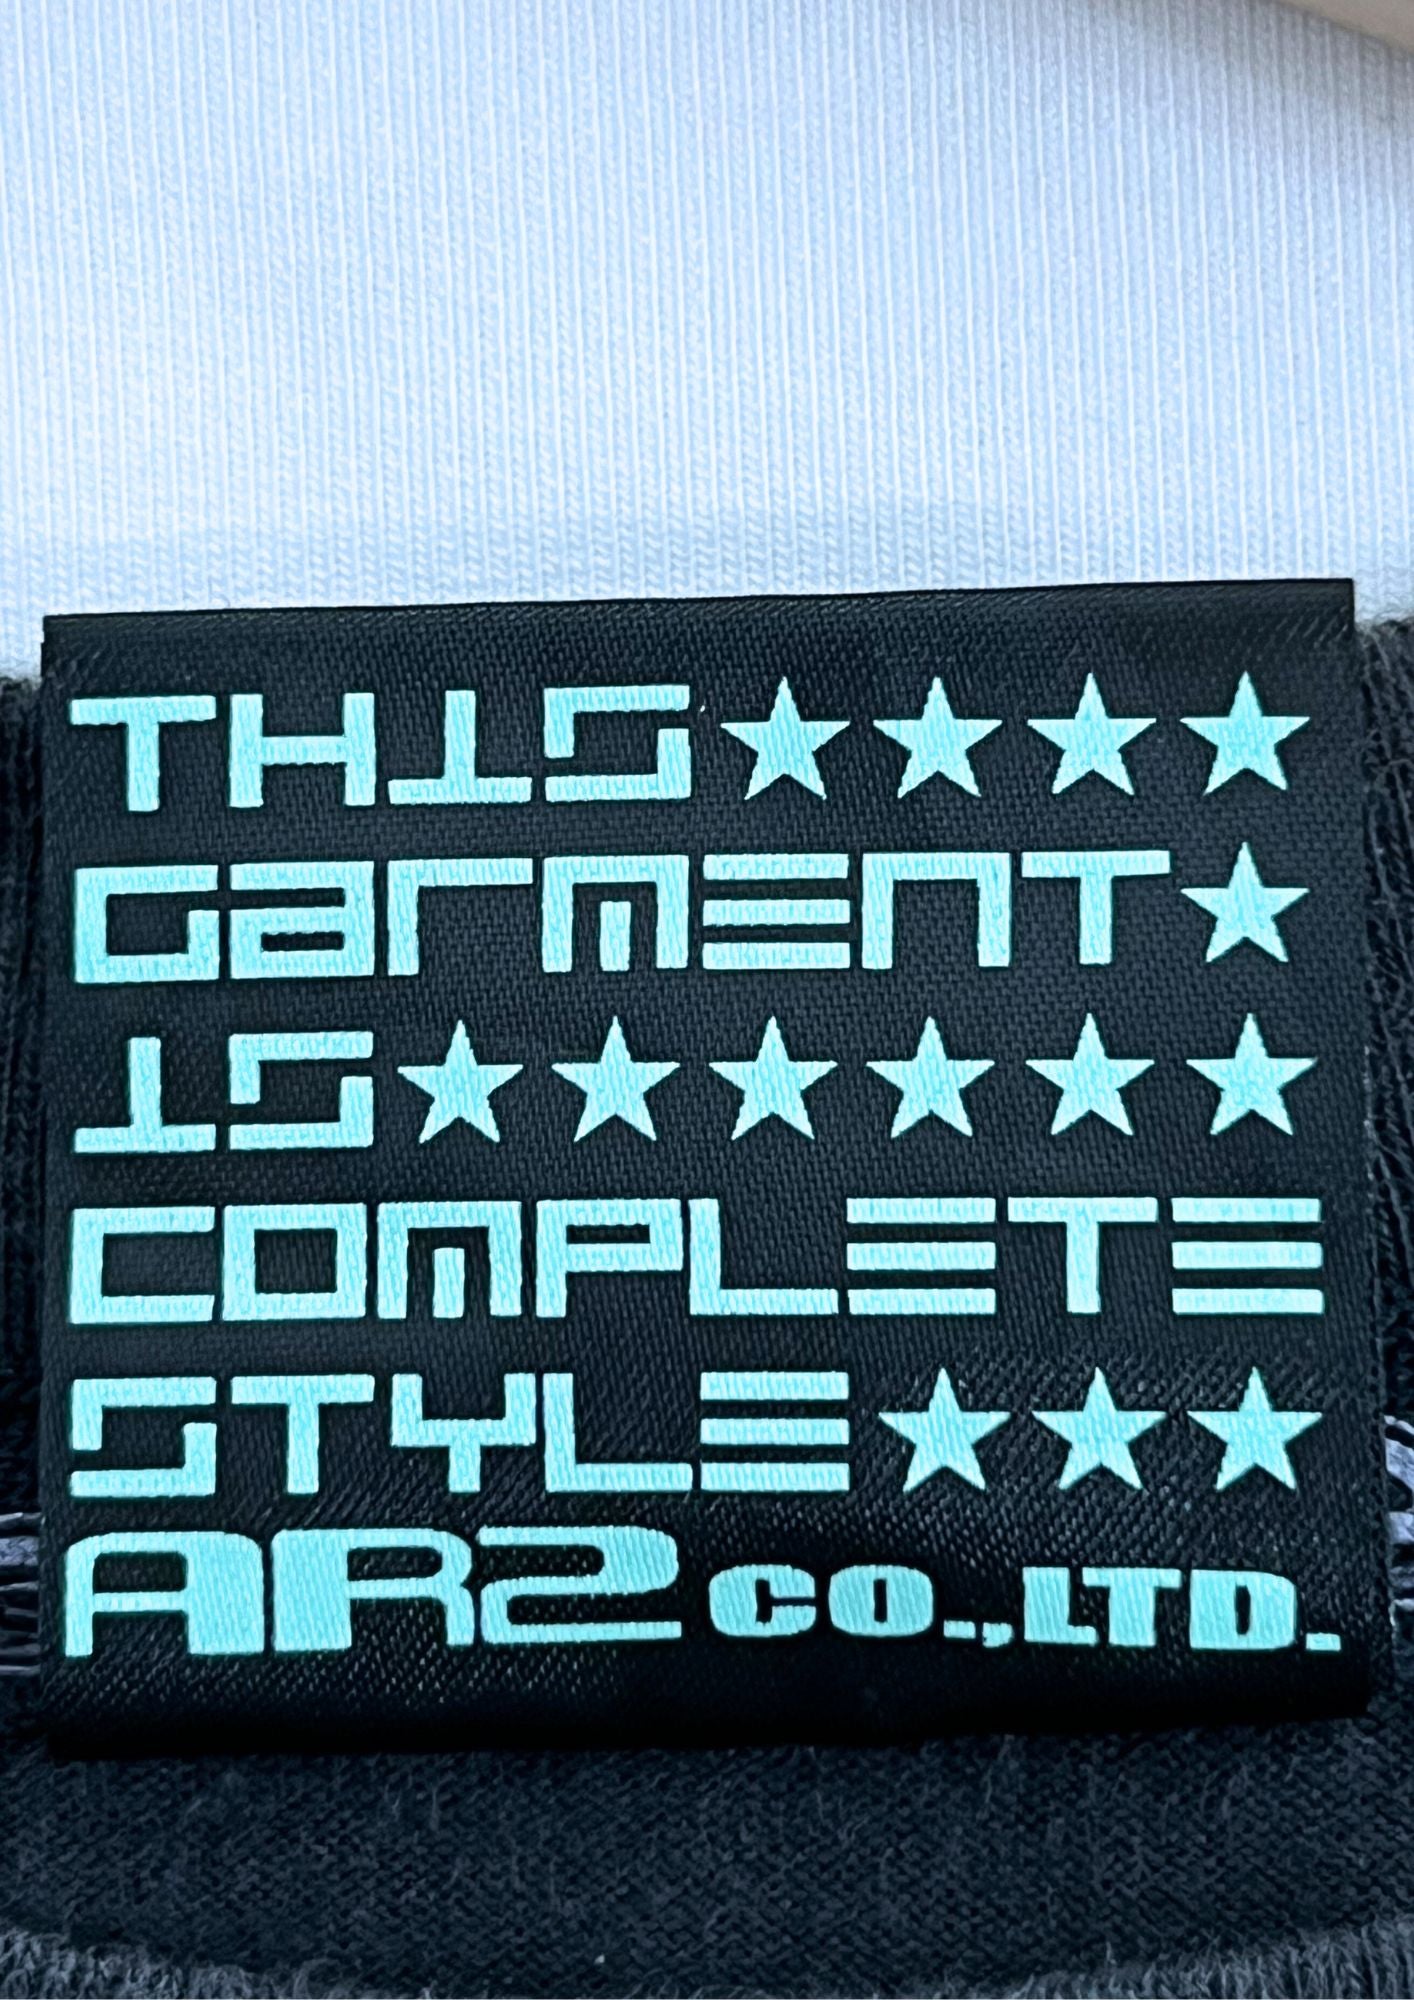 THIS★★★★
GarmENT★
IS★★★★★★
COMPLETE
STYLE★★★
AR2 CO.,LTD.